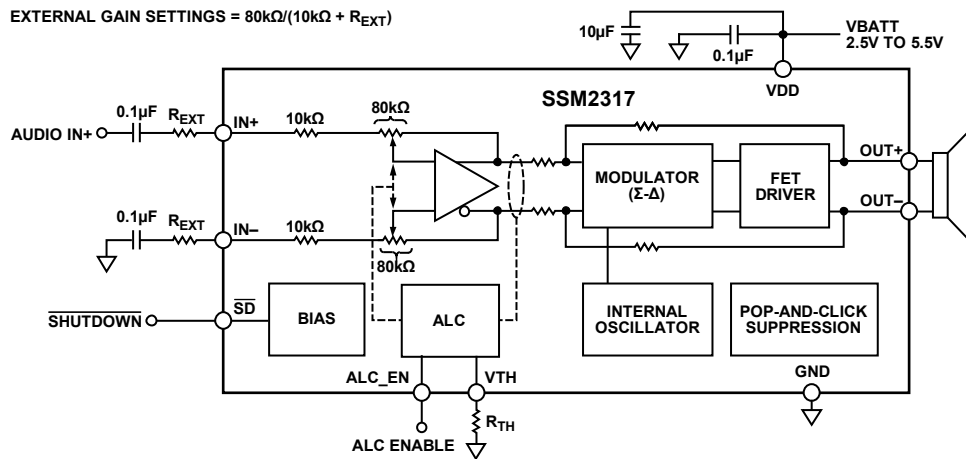 EXTERNAL GAIN SETTINGS = 80kΩ/(10kΩ + REXT)
10µF
0.1µF
VBATT
2.5V TO 5.5V
VDD
SSM2317
AUDIO IN+
0.1µF
REXT
IN+
10kΩ
80kΩ
MODULATOR
(Σ-Δ)
FET
DRIVER
OUT+
OUT–
0.1µF
REXT
IN–
10kΩ
80kΩ
SHUTDOWN
SD
BIAS
ALC
INTERNAL
OSCILLATOR
POP-AND-CLICK
SUPPRESSION
ALC_EN
VTH
GND
RTH
ALC ENABLE